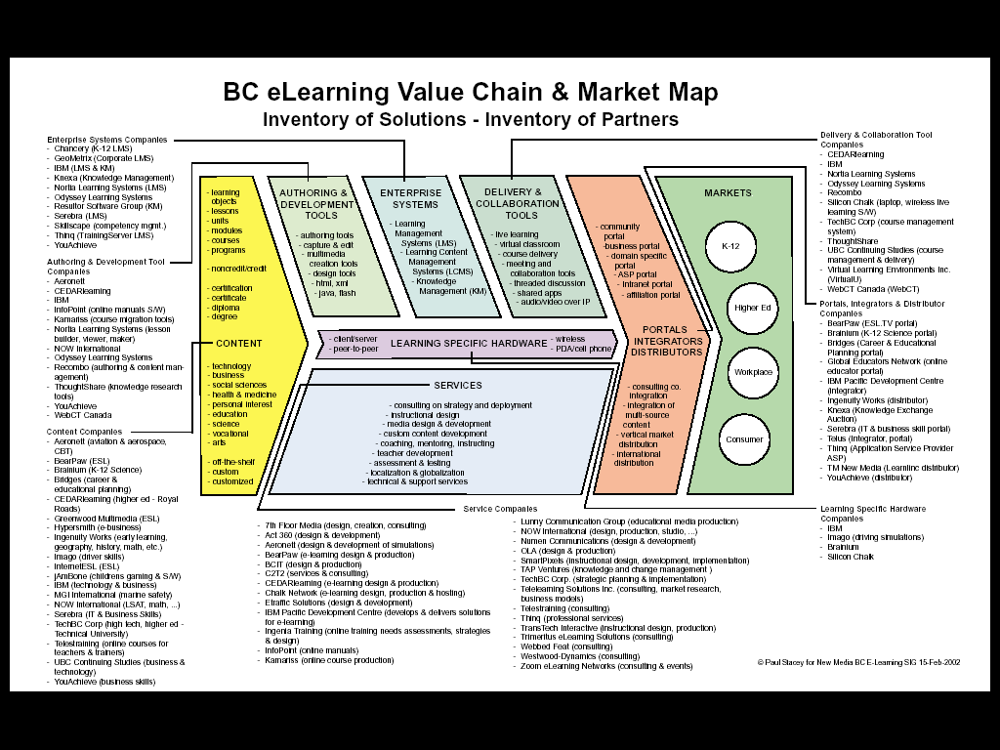 BC eLearning Value Chain & Market Map
Inventory of Solutions - Inventory of Partners
Enterprise Systems Companies
- Chancery (K-12 LMS)
- GeoMetrix (Corporate LMS)
- IBM (LMS & KM)
- Knexa (Knowledge Management)
- Nortia Learning Systems (LMS)
- Odyssey Learning Systems
- Resultor Software Group (KM)
- Serebra (LMS)
- Skillscape (competency mgmt.)
- Thinq (TrainingServer LMS)
- YouAchieve
Authoring & Development Tool
Companies
- Aeronett
- CEDARlearning
- IBM
- InfoPoint (online manuals S/W)
- Kamariss (course migration tools)
- Nortia Learning Systems (lesson
builder, viewer, maker)
- NOW International
- Odyssey Learning Systems
- Recombo (authoring & content man-
agement)
- ThoughtShare (knowledge research
tools)
- YouAchieve
- WebCT Canada
Content Companies
- Aeronett (aviation & aerospace,
CBT)
- BearPaw (ESL)
- Brainium (K-12 Science)
- Bridges (career &
educational planning)
- CEDARlearning (higher ed - Royal
Roads)
- Greenwood Multimedia (ESL)
- Hypersmith (e-business)
- Ingenuity Works (early learning,
geography, history, math, etc.)
- Imago (driver skills)
- InternetESL (ESL)
- jAmBone (childrens gaming & S/W)
- IBM (technology & business)
- MGI International (marine safety)
- NOW International (LSAT, math, ...)
- Serebra (IT & Business Skills)
- TechBC Corp (high tech, higher ed -
Technical University)
- Telestraining (online courses for
teachers & trainers)
- UBC Continuing Studies (business &
technology)
- YouAchieve (business skills)
- learning
objects
- lessons
- units
- modules
- courses
- programs
- noncredit/credit
- certification
- certificate
- diploma
- degree
CONTENT
- technology
- business
- social sciences
- health & medicine
- personal interest
- education
- science
- vocational
- arts
- off-the-shelf
- custom
- customized
AUTHORING &
DEVELOPMENT
TOOLS
- authoring tools
- capture & edit
- multimedia
creation tools
- design tools
- html, xml
- java, flash
ENTERPRISE
SYSTEMS
- Learning
Management
Systems (LMS)
- Learning Content
Management
Systems (LCMS)
- Knowledge
Management (KM)
DELIVERY &
COLLABORATION
TOOLS
- live learning
- virtual classroom
- course delivery
- meeting and
collaboration tools
- threaded discussion
- shared apps
- audio/video over IP
- client/server
- peer-to-peer
LEARNING SPECIFIC HARDWARE
- wireless
- PDA/cell phone
SERVICES
- consulting on strategy and deployment
- instructional design
- media design & development
- custom content development
- coaching, mentoring, instructing
- teacher development
- assessment & testing
- localization & globalization
- technical & support services
- community
portal
-business portal
- domain specific
portal
- ASP portal
- Intranet portal
- affiliation portal
PORTALS
INTEGRATORS
DISTRIBUTORS
- consulting co.
integration
- integration of
multi-source
content
- vertical market
distribution
- international
distribution
MARKETS
K-12
Higher Ed
Workplace
Consumer
Delivery & Collaboration Tool
Companies
- CEDARlearning
- IBM
- Nortia Learning Systems
- Odyssey Learning Systems
- Recombo
- Silicon Chalk (laptop, wireless live
learning S/W)
- TechBC Corp (course management
system)
- ThoughtShare
- UBC Continuing Studies (course
management & delivery)
- Virtual Learning Environments Inc.
(VirtualU)
- WebCT Canada (WebCT)
Portals, Integrators & Distributor
Companies
- BearPaw (ESL.TV portal)
- Brainium (K-12 Science portal)
- Bridges (Career & Educational
Planning portal)
- Global Educators Network (online
educator portal)
- IBM Pacific Development Centre
(integrator)
- Ingenuity Works (distributor)
- Knexa (Knowledge Exchange
Auction)
- Serebra (IT & business skill portal)
- Telus (integrator, portal)
- Thinq (Application Service Provider
ASP)
- TM New Media (Learnlinc distributor)
- YouAchieve (distributor)
Learning Specific Hardware
Companies
- IBM
- Imago (driving simulations)
- Brainium
- Silicon Chalk
Service Companies
- 7th Floor Media (design, creation, consulting)
- Act 360 (design & development)
- Aeronett (design & development of simulations)
- BearPaw (e-learning design & production)
- BCIT (design & production)
- C2T2 (services & consulting)
- CEDARlearning (e-learning design & production)
- Chalk Network (e-learning design, production & hosting)
- Etraffic Solutions (design & development)
- IBM Pacific Development Centre (develops & delivers solutions
for e-learning)
- Ingenia Training (online training needs assessments, strategies
& design)
- InfoPoint (online manuals)
- Kamariss (online course production)
- Lunny Communication Group (educational media production)
- NOW International (design, production, studio, ...)
- Numen Communications (design & development)
- OLA (design & production)
- SmartPixels (instructional design, development, implementation)
- TAP Ventures (knowledge and change management )
- TechBC Corp. (strategic planning & implementation)
- Telelearning Solutions Inc. (consulting, market research,
business models)
- Telestraining (consulting)
- Thinq (professional services)
- TransTech Interactive (instructional design, production)
- Trimeritus eLearning Solutions (consulting)
- Webbed Feat (consulting)
- Westwood-Dynamics (consulting)
- Zoom eLearning Networks (consulting & events)
© Paul Stacey for New Media BC E-Learning SIG 15-Feb-2002